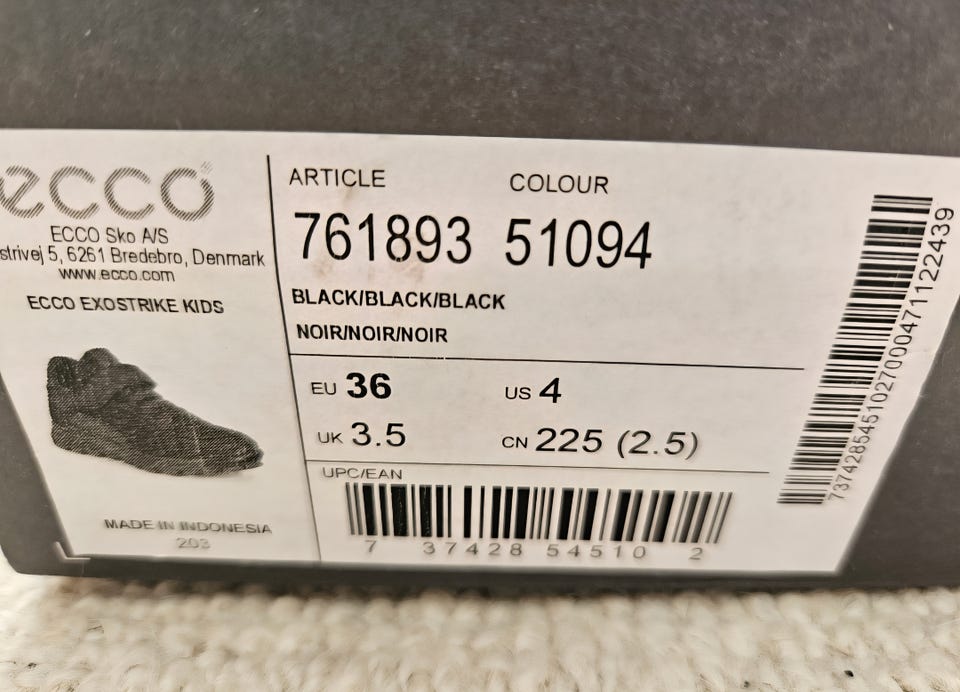 ecco
ECCO Sko A/S
strivej 5, 6261 Bredebro, Denmark
www.ecco.com
ECCO EXOSTRIKE KIDS
MADE IN INDONESIA
203
ARTICLE COLOUR
761893 51094
BLACK/BLACK/BLACK
NOIR/NOIR/NOIR
EU 36 US 4
UK 3.5 CN 225 (2.5)
UPC/EAN
7 37428 54510 2
73742854510270004711224​39